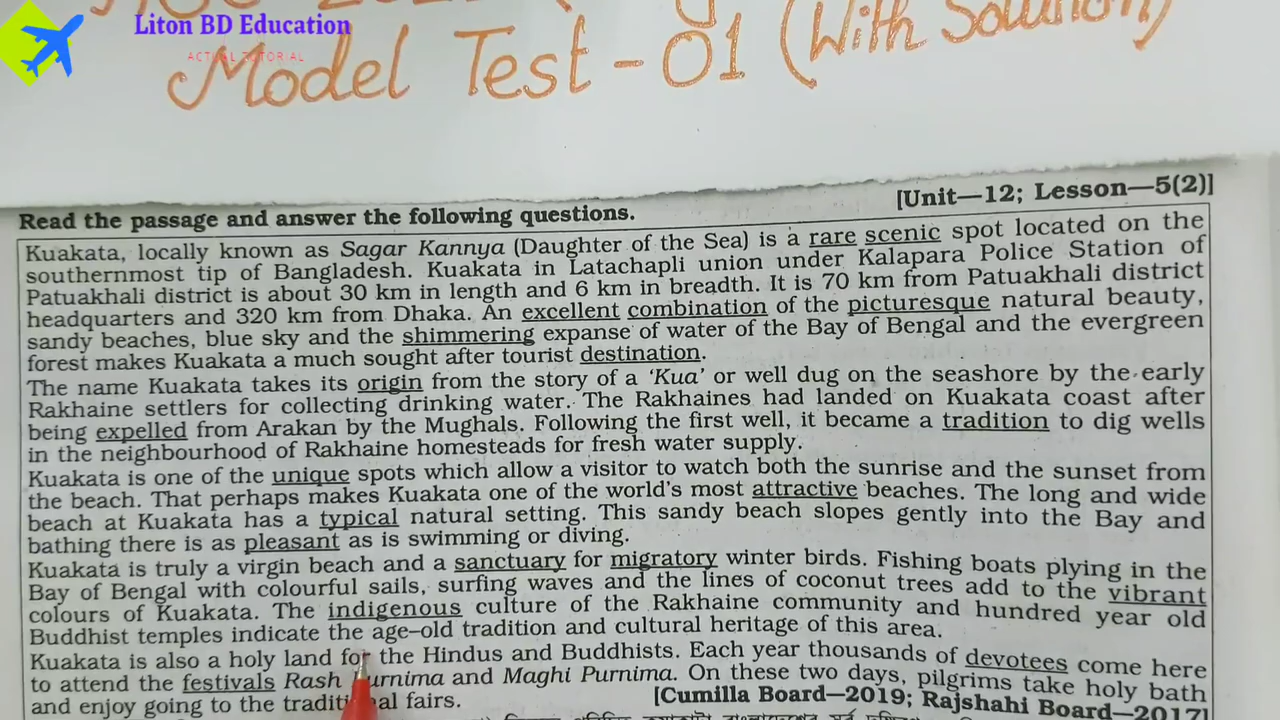 Liton BD Education
ACTUAL TUTORIAL
Model Test - 01 (With Solution)
[Unit—12; Lesson—5(2)]
Read the passage and answer the following questions.
Kuakata, locally known as Sagar Kannya (Daughter of the Sea) is a rare scenic spot located on the
southernmost tip of Bangladesh. Kuakata in Latachapli union under Kalapara Police Station of
Patuakhali district is about 30 km in length and 6 km in breadth. It is 70 km from Patuakhali district
headquarters and 320 km from Dhaka. An excellent combination of the picturesque natural beauty,
sandy beaches, blue sky and the shimmering expanse of water of the Bay of Bengal and the evergreen
forest makes Kuakata a much sought after tourist destination.
The name Kuakata takes its origin from the story of a ‘Kua’ or well dug on the seashore by the early
Rakhaine settlers for collecting drinking water. The Rakhaines had landed on Kuakata coast after
being expelled from Arakan by the Mughals. Following the first well, it became a tradition to dig wells
in the neighbourhood of Rakhaine homesteads for fresh water supply.
Kuakata is one of the unique spots which allow a visitor to watch both the sunrise and the sunset from
the beach. That perhaps makes Kuakata one of the world's most attractive beaches. The long and wide
beach at Kuakata has a typical natural setting. This sandy beach slopes gently into the Bay and
bathing there is as pleasant as is swimming or diving.
Kuakata is truly a virgin beach and a sanctuary for migratory winter birds. Fishing boats plying in the
Bay of Bengal with colourful sails, surfing waves and the lines of coconut trees add to the vibrant
colours of Kuakata. The indigenous culture of the Rakhaine community and hundred year old
Buddhist temples indicate the age–old tradition and cultural heritage of this area.
Kuakata is also a holy land for the Hindus and Buddhists. Each year thousands of devotees come here
to attend the festivals Rash Purnima and Maghi Purnima. On these two days, pilgrims take holy bath
and enjoy going to the traditional fairs.
[Cumilla Board—2019; Rajshahi Board—2017]